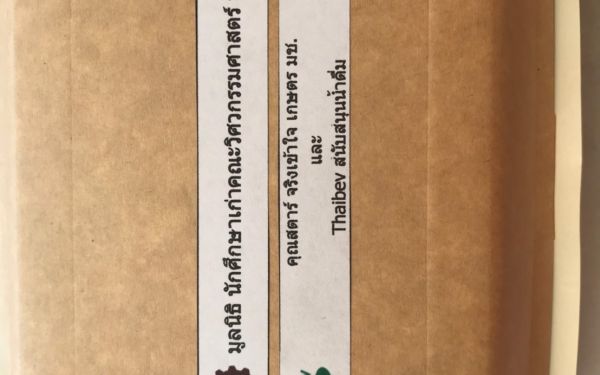 มูลนิธิ นักศึกษาเก่าคณะวิศวกรรมศาสตร์
คุณสตาร์ จริงเข้าใจ เกษตร มช.
และ
Thaibev สนับสนุนน้ำดื่ม